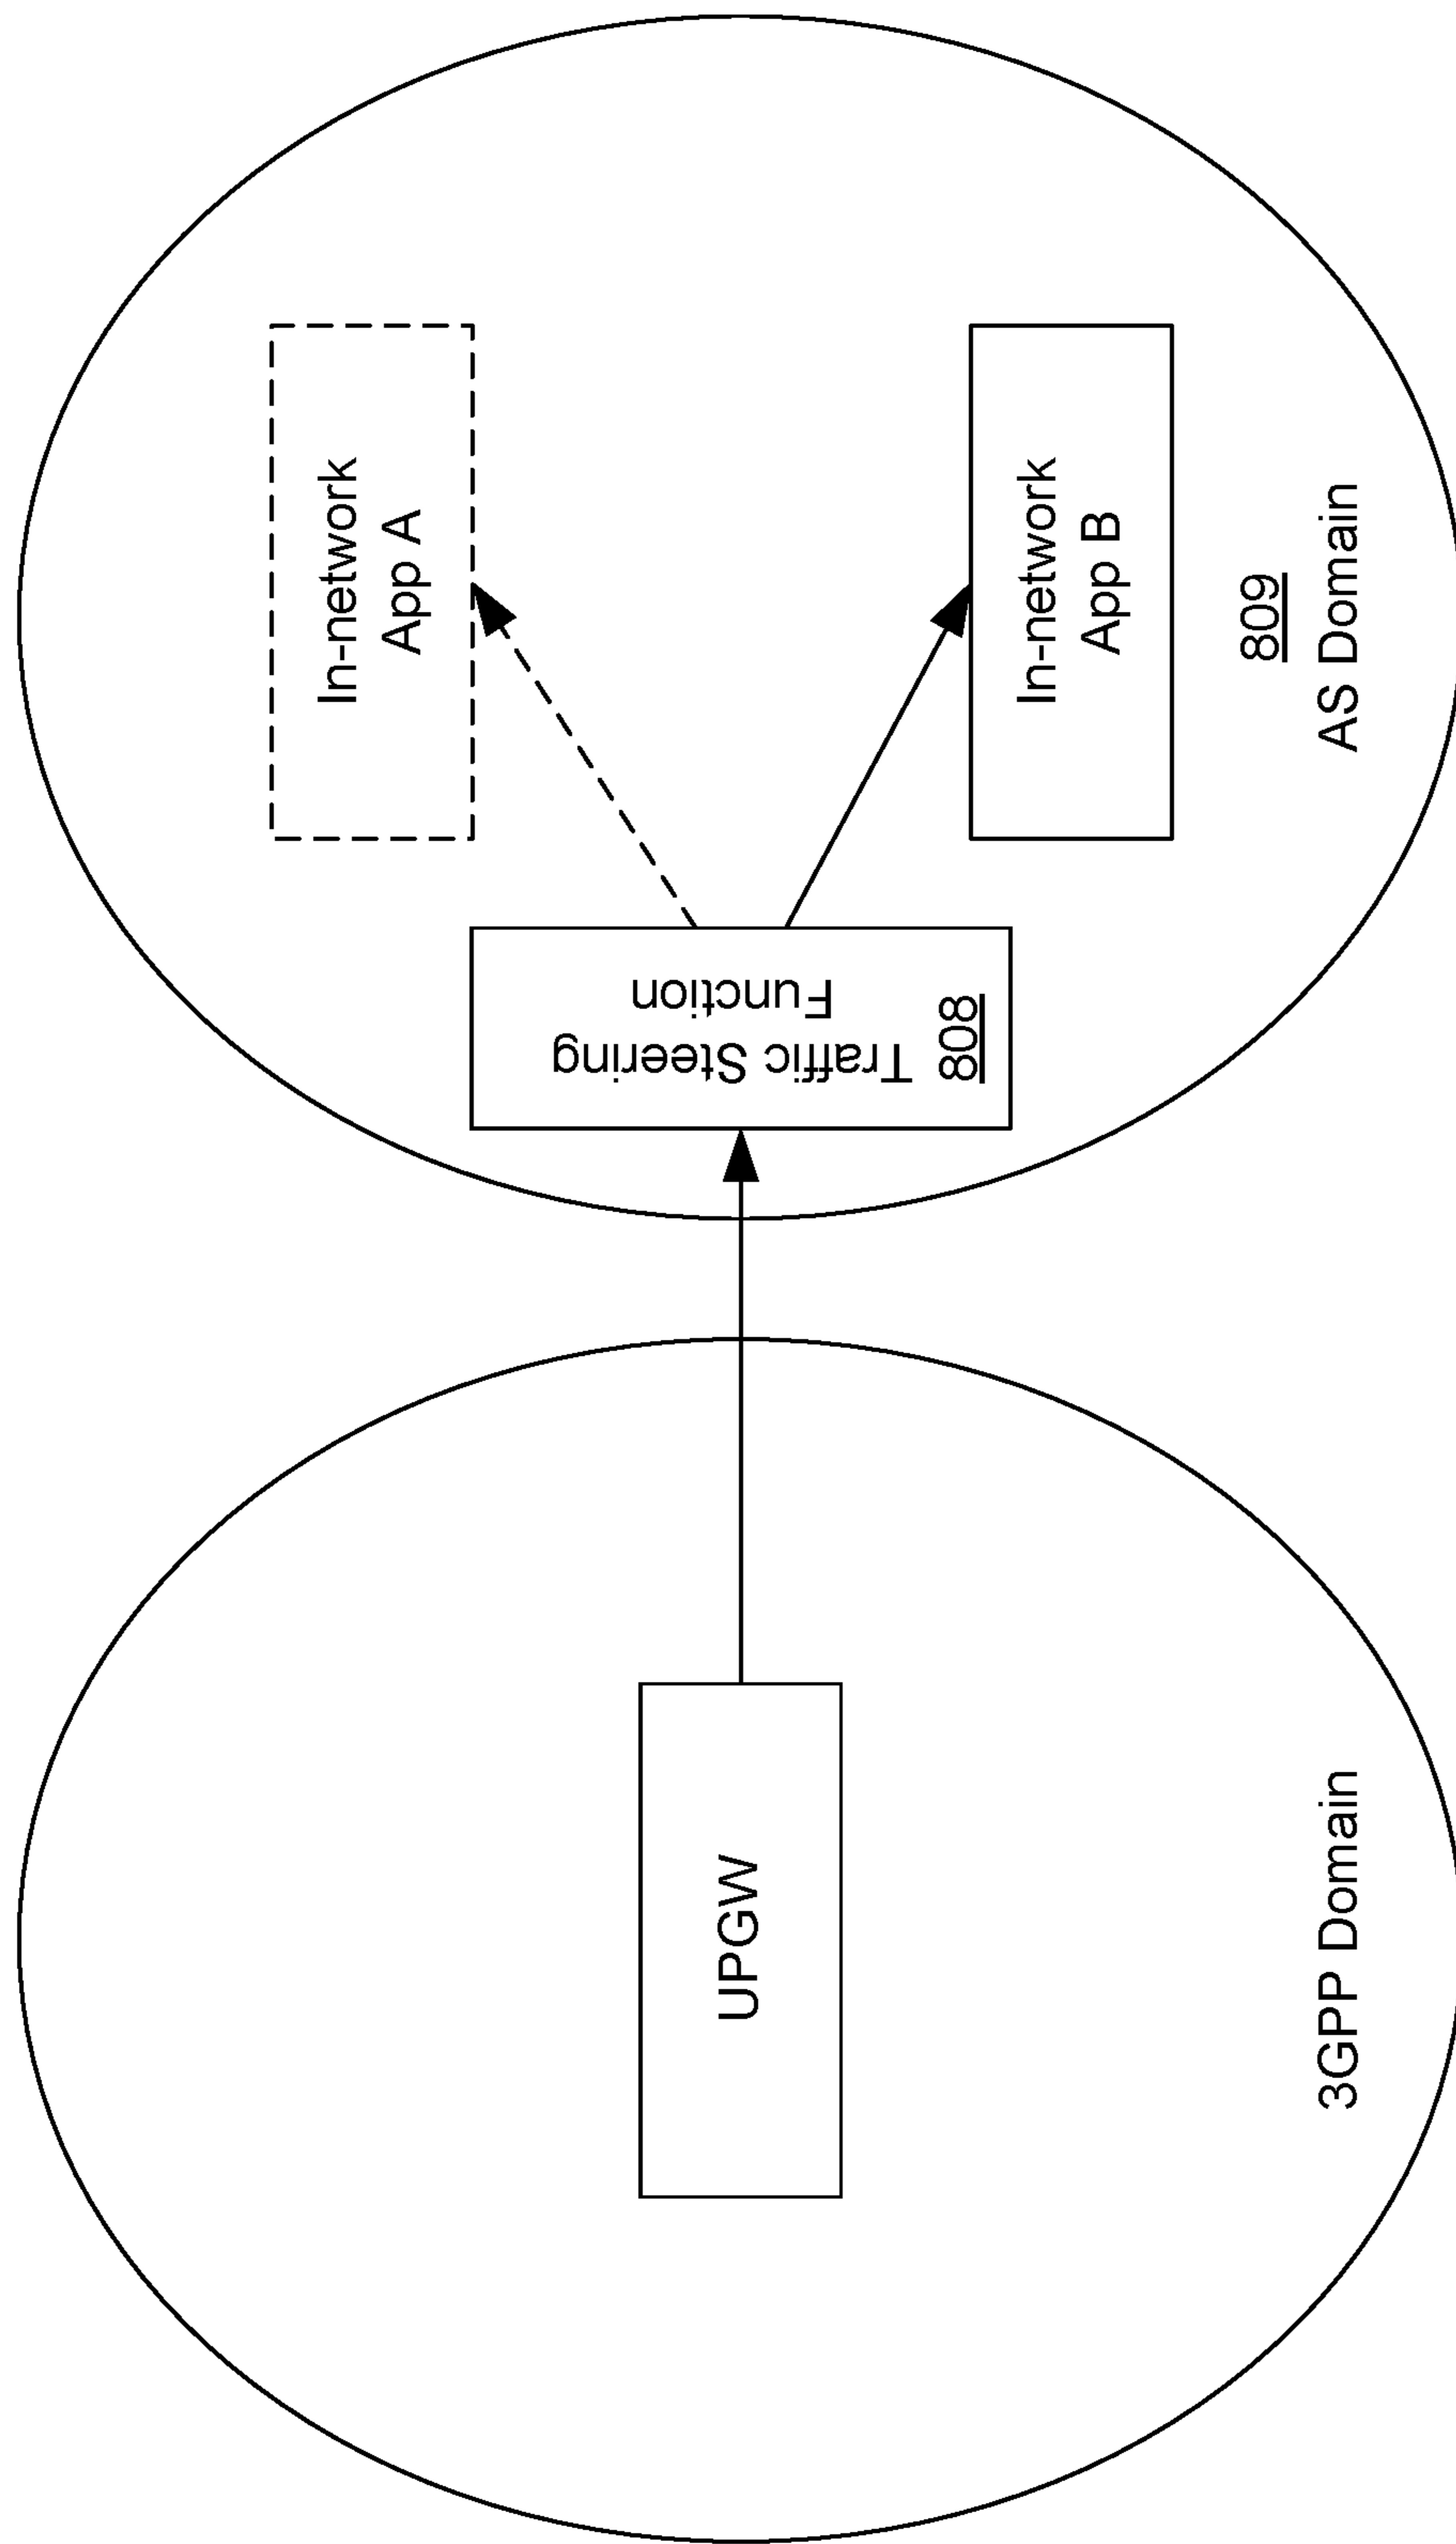 UPGW
3GPP Domain
Traffic Steering
Function
808
In-network
App A
In-network
App B
809
AS Domain